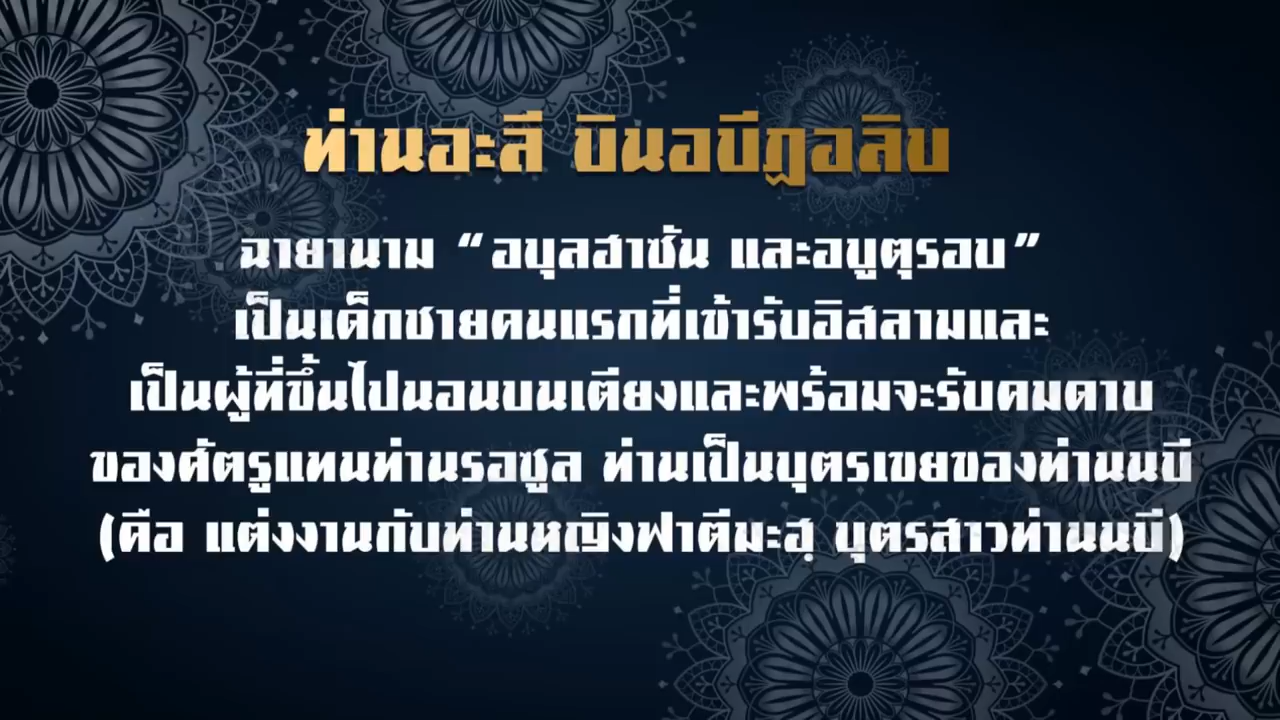 ท่านอะลี บินอบีฏอลิบ
ฉายานาม “อบุลฮาซัน และอบูตุรอบ”
เป็นเด็กชายคนแรกที่เข้ารับอิสลามและ
เป็นผู้ที่ขึ้นไปนอนบนเตียงและพร้อมจะรับคมดาบ
ของศัตรูแทนท่านรอซูล ท่านเป็นบุตรเขยของท่านนบี
(คือ แต่งงานกับท่านหญิงฟาตีมะฮฺ บุตรสาวท่านนบี)